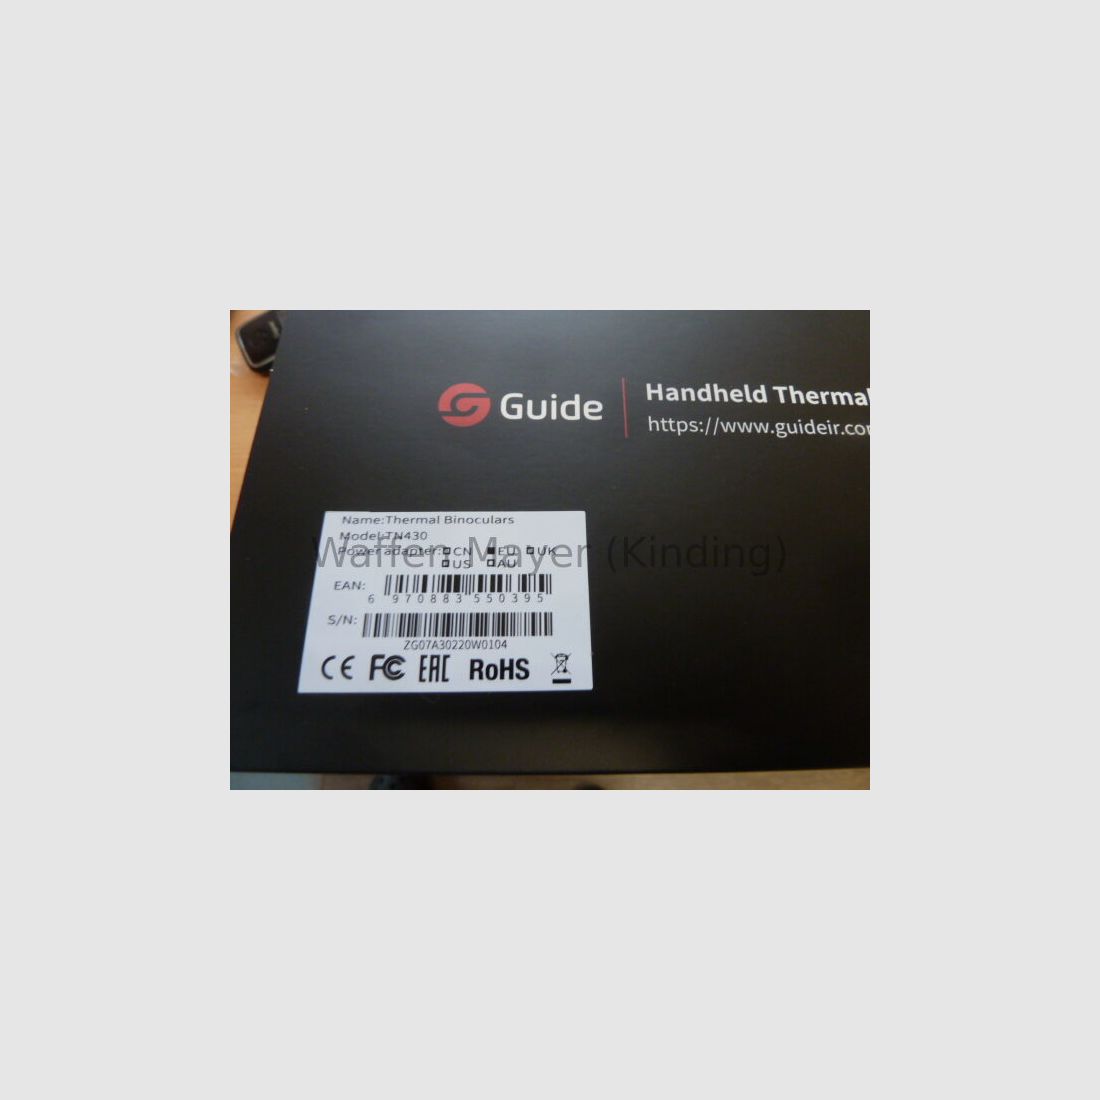 Guide
Handheld Thermal
https://www.guideir.com
Name:Thermal Binoculars
Model:TN430
Power adapter:□CN ■EU □UK
□US □AU
Waffen Mayer (Kinding)
EAN:
6 970883 550395
S/N:
ZG07A30220W0104
CE FC EAC RoHS